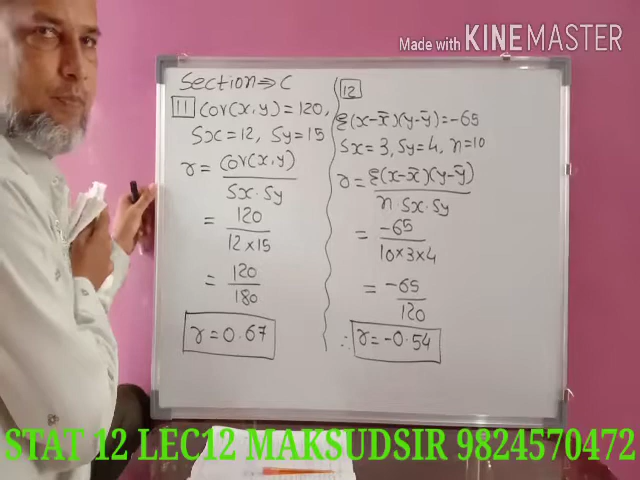 Made with KINEMASTER
Section ⇒ C
11 Cov(x,y) = 120,
Sx = 12, Sy = 15
r = Cov(x,y) / Sx · Sy
= 120 / 12 × 15
= 120 / 180
r = 0.67
12
Σ(x-x̄)(y-ȳ) = -65
Sx = 3, Sy = 4, n = 10
r = Σ(x-x̄)(y-ȳ) / n · Sx · Sy
= -65 / 10 × 3 × 4
= -65 / 120
∴ r = -0.54
STAT 12 LEC12 MAKSUDSIR 9824570472